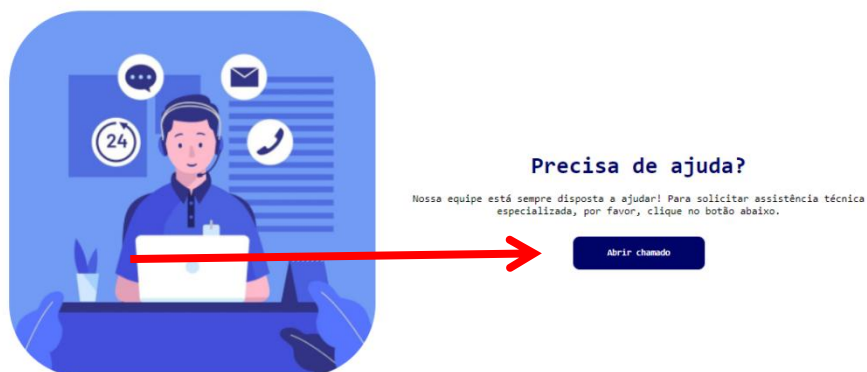 24
Precisa de ajuda?
Nossa equipe está sempre disposta a ajudar! Para solicitar assistência técnica
especializada, por favor, clique no botão abaixo.
Abrir chamado